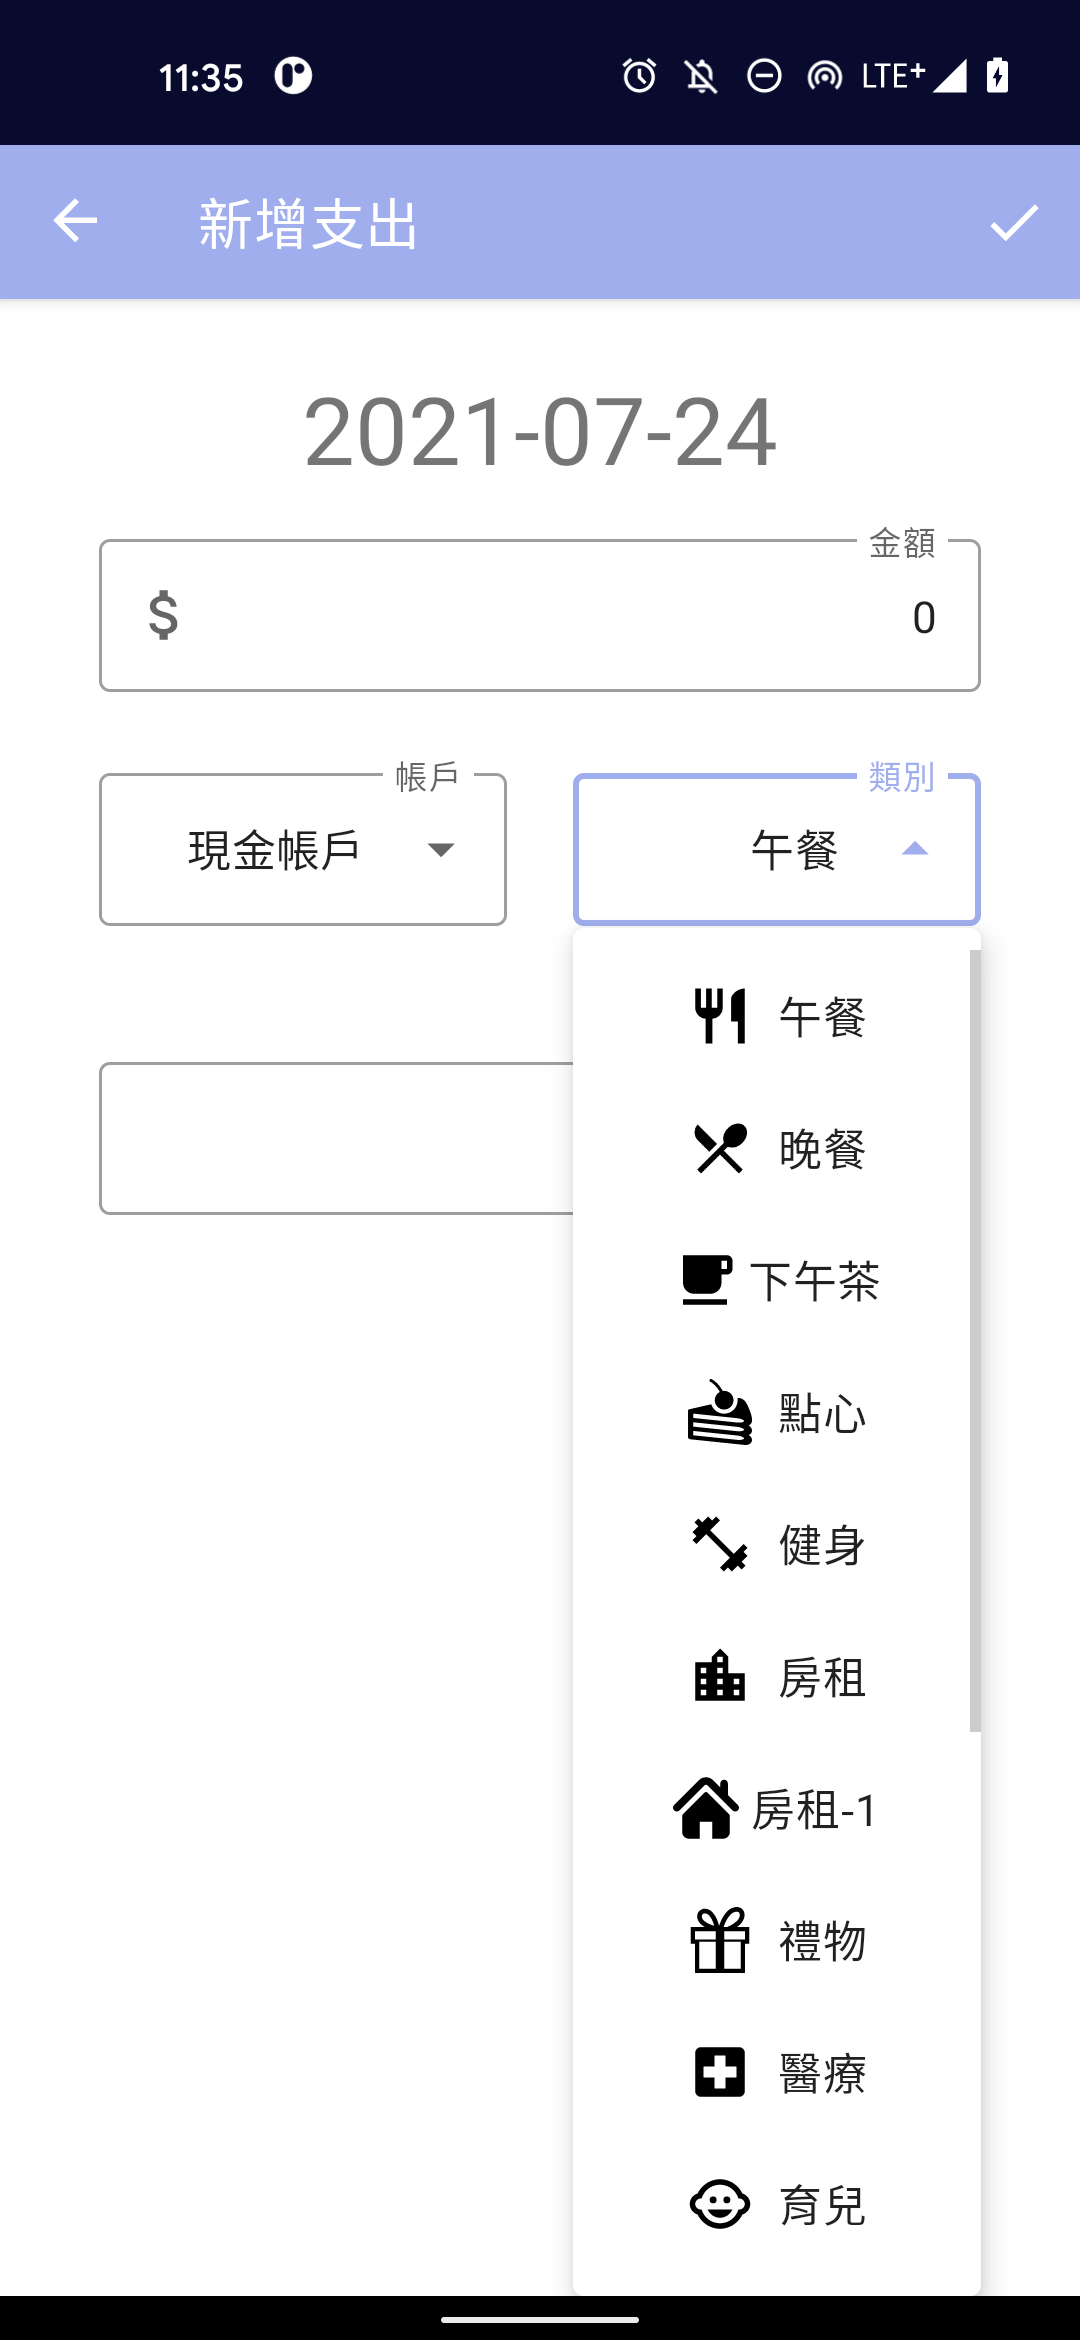 11:35
LTE+
新增支出
2021-07-24
金額
$ 0
帳戶
現金帳戶
類別
午餐
午餐
晚餐
下午茶
點心
健身
房租
房租-1
禮物
醫療
育兒